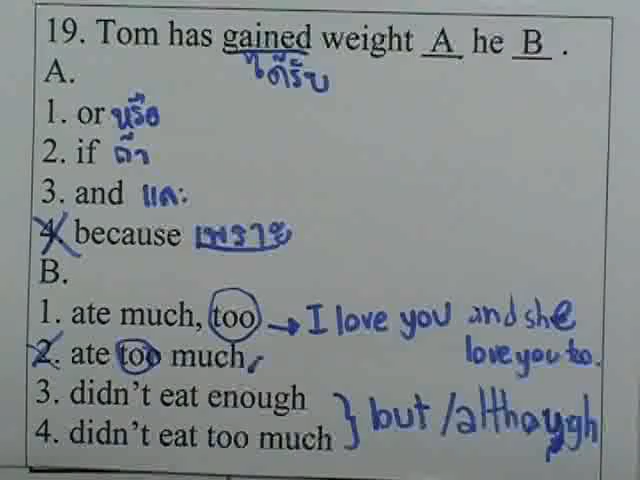 19. Tom has gained weight A he B .
ได้รับ
A.
1. or หรือ
2. if ถ้า
3. and และ
4. because เพราะ
B.
1. ate much, too → I love you and she
love you too.
2. ate too much
3. didn't eat enough
4. didn't eat too much } but / although